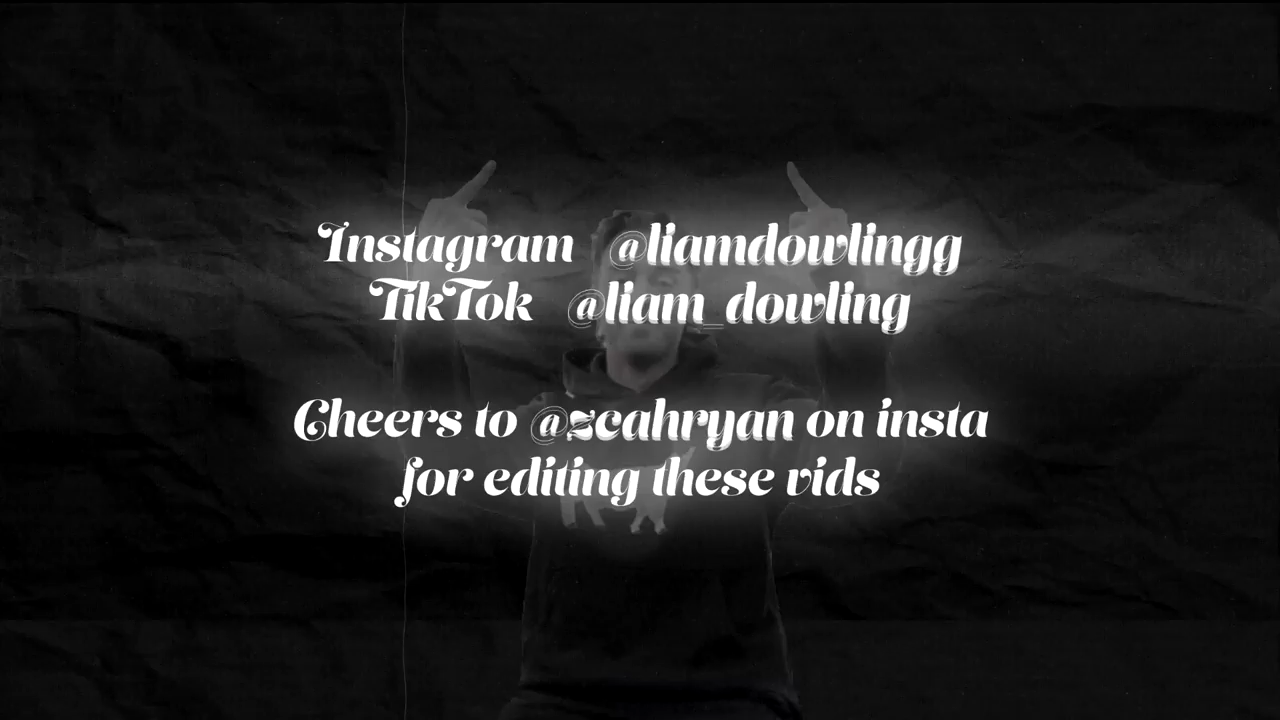 Instagram @liamdowlingg
TikTok @liam_dowling
Cheers to @zcahryan on insta
for editing these vids